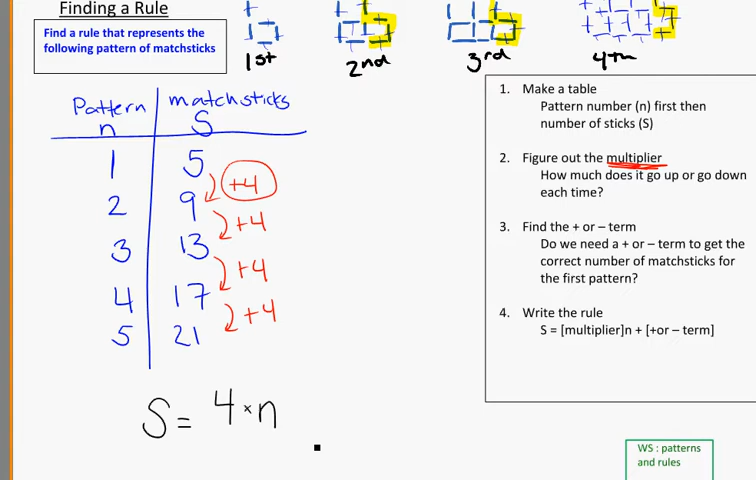 Finding a Rule
Find a rule that represents the
following pattern of matchsticks
1st 2nd 3rd 4th
Pattern matchsticks
n S
1 5
+4
2 9
+4
3 13
+4
4 17
+4
5 21
S = 4 × n
1. Make a table
Pattern number (n) first then
number of sticks (S)
2. Figure out the multiplier
How much does it go up or go down
each time?
3. Find the + or – term
Do we need a + or – term to get the
correct number of matchsticks for
the first pattern?
4. Write the rule
S = [multiplier]n + [+or – term]
WS : patterns
and rules